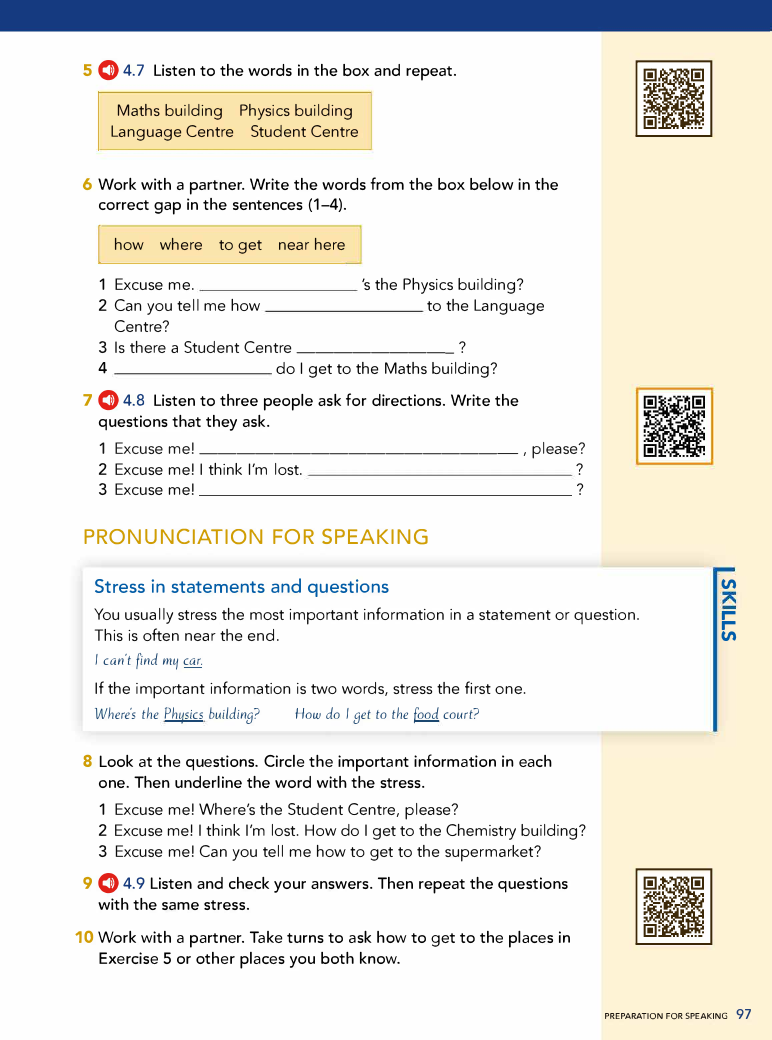 5 4.7 Listen to the words in the box and repeat.
Maths building Physics building
Language Centre Student Centre
6 Work with a partner. Write the words from the box below in the
correct gap in the sentences (1–4).
how where to get near here
1 Excuse me. ____________________ 's the Physics building?
2 Can you tell me how ____________________ to the Language
Centre?
3 Is there a Student Centre ____________________ ?
4 ____________________ do I get to the Maths building?
7 4.8 Listen to three people ask for directions. Write the
questions that they ask.
1 Excuse me! ________________________________________ , please?
2 Excuse me! I think I'm lost. _________________________________ ?
3 Excuse me! _______________________________________________ ?
PRONUNCIATION FOR SPEAKING
SKILLS
Stress in statements and questions
You usually stress the most important information in a statement or question.
This is often near the end.
I can't find my car.
If the important information is two words, stress the first one.
Where's the Physics building? How do I get to the food court?
8 Look at the questions. Circle the important information in each
one. Then underline the word with the stress.
1 Excuse me! Where's the Student Centre, please?
2 Excuse me! I think I'm lost. How do I get to the Chemistry building?
3 Excuse me! Can you tell me how to get to the supermarket?
9 4.9 Listen and check your answers. Then repeat the questions
with the same stress.
10 Work with a partner. Take turns to ask how to get to the places in
Exercise 5 or other places you both know.
PREPARATION FOR SPEAKING 97